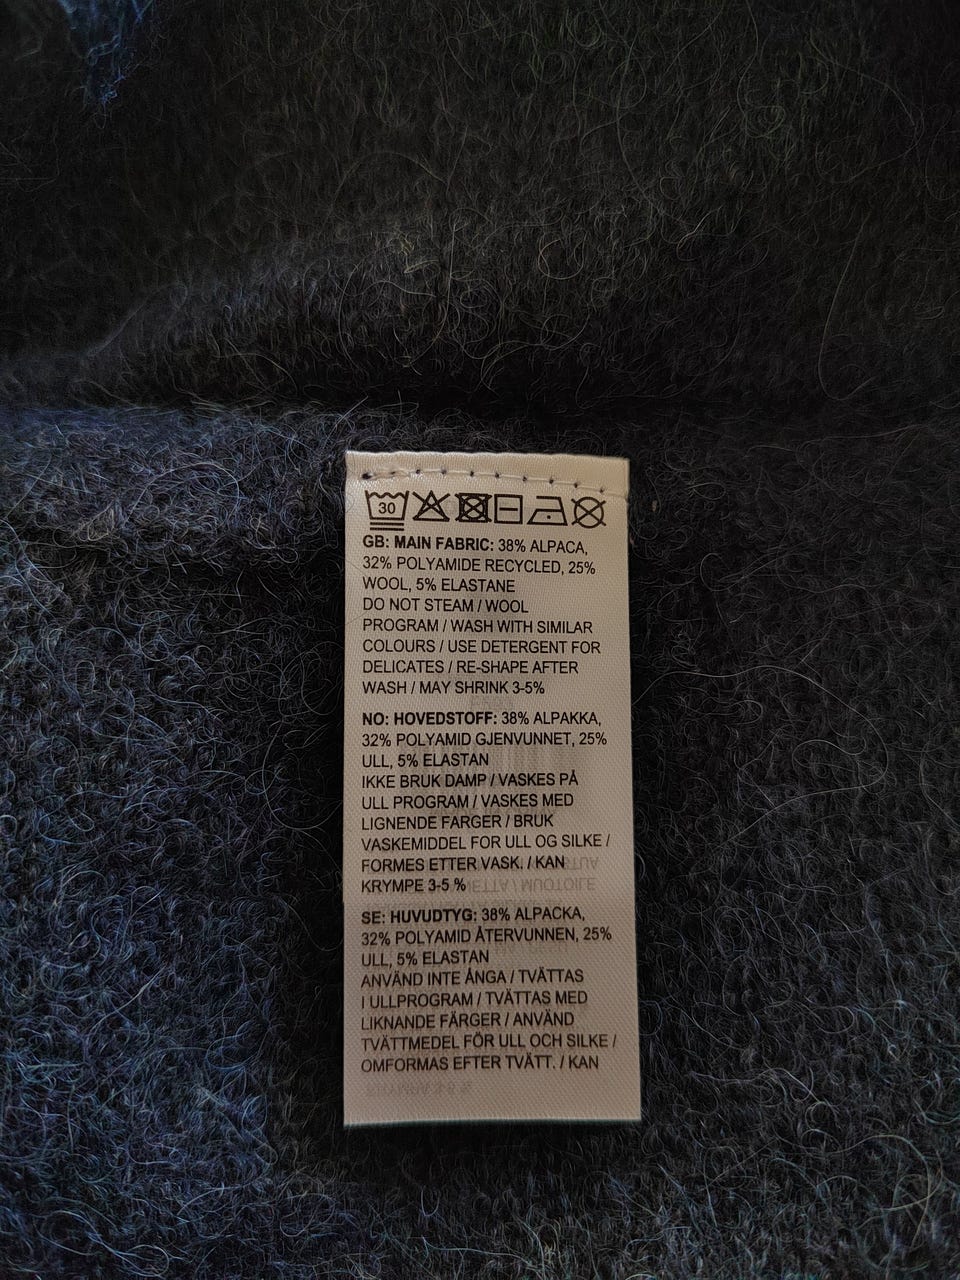 30
GB: MAIN FABRIC: 38% ALPACA,
32% POLYAMIDE RECYCLED, 25%
WOOL, 5% ELASTANE
DO NOT STEAM / WOOL
PROGRAM / WASH WITH SIMILAR
COLOURS / USE DETERGENT FOR
DELICATES / RE-SHAPE AFTER
WASH / MAY SHRINK 3-5%
NO: HOVEDSTOFF: 38% ALPAKKA,
32% POLYAMID GJENVUNNET, 25%
ULL, 5% ELASTAN
IKKE BRUK DAMP / VASKES PÅ
ULL PROGRAM / VASKES MED
LIGNENDE FARGER / BRUK
VASKEMIDDEL FOR ULL OG SILKE /
FORMES ETTER VASK. / KAN
KRYMPE 3-5 %
SE: HUVUDTYG: 38% ALPACKA,
32% POLYAMID ÅTERVUNNEN, 25%
ULL, 5% ELASTAN
ANVÄND INTE ÅNGA / TVÄTTAS
I ULLPROGRAM / TVÄTTAS MED
LIKNANDE FÄRGER / ANVÄND
TVÄTTMEDEL FÖR ULL OCH SILKE /
OMFORMAS EFTER TVÄTT. / KAN